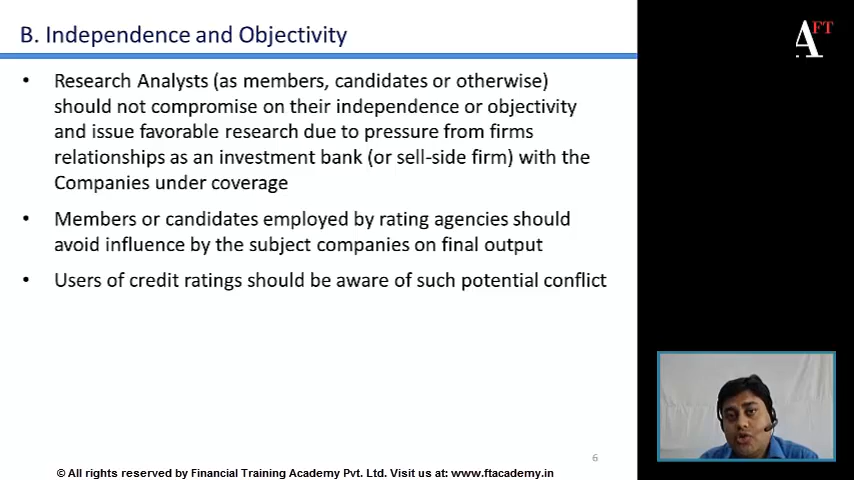 B. Independence and Objectivity
AFT
• Research Analysts (as members, candidates or otherwise)
should not compromise on their independence or objectivity
and issue favorable research due to pressure from firms
relationships as an investment bank (or sell-side firm) with the
Companies under coverage
• Members or candidates employed by rating agencies should
avoid influence by the subject companies on final output
• Users of credit ratings should be aware of such potential conflict
6
© All rights reserved by Financial Training Academy Pvt. Ltd. Visit us at: www.ftacademy.in